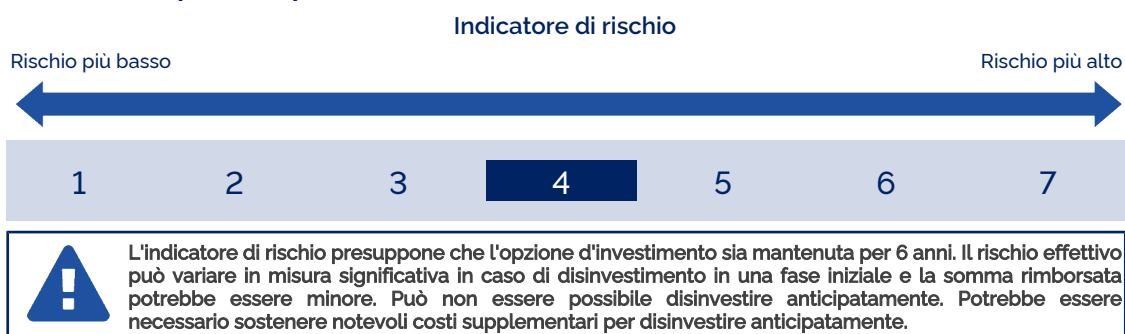 Indicatore di rischio
Rischio più basso Rischio più alto
1 2 3 4 5 6 7
L'indicatore di rischio presuppone che l'opzione d'investimento sia mantenuta per 6 anni. Il rischio effettivo
può variare in misura significativa in caso di disinvestimento in una fase iniziale e la somma rimborsata
potrebbe essere minore. Può non essere possibile disinvestire anticipatamente. Potrebbe essere
necessario sostenere notevoli costi supplementari per disinvestire anticipatamente.